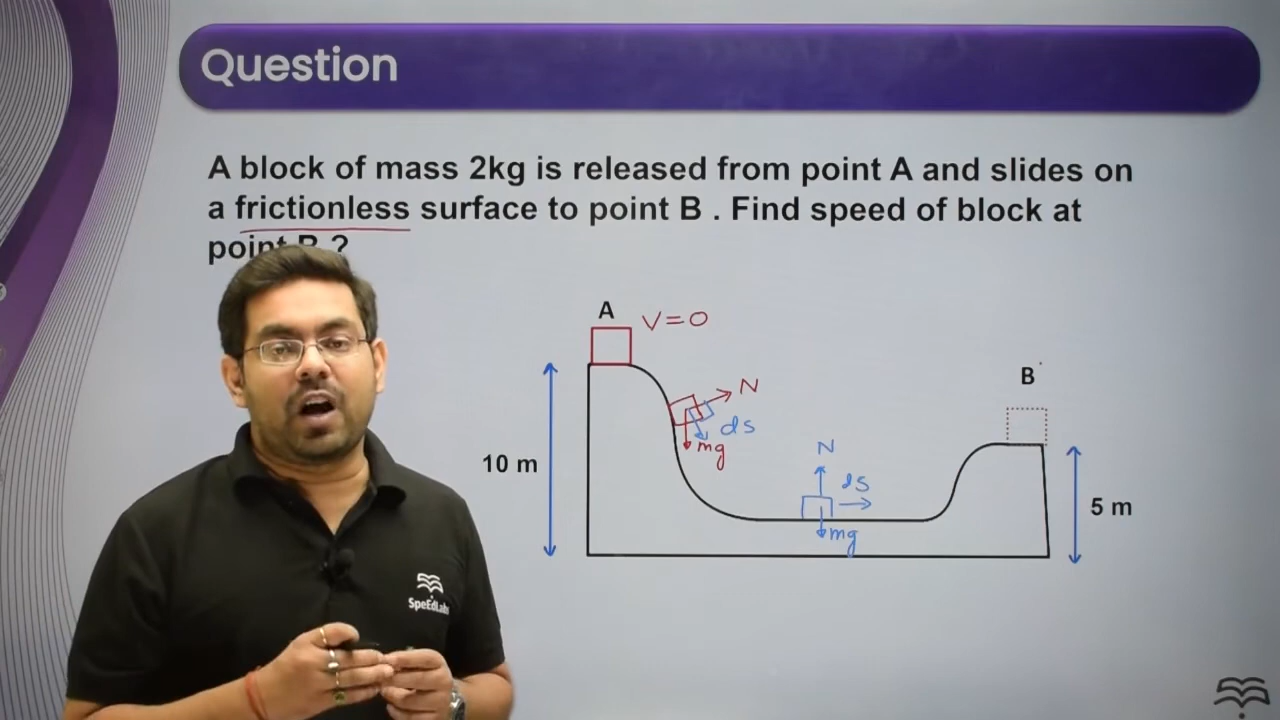 Question
A block of mass 2kg is released from point A and slides on
a frictionless surface to point B . Find speed of block at
point B ?
A
V=0
N
ds
mg
10 m
N
ds
mg
B
5 m
SpeEdLabs